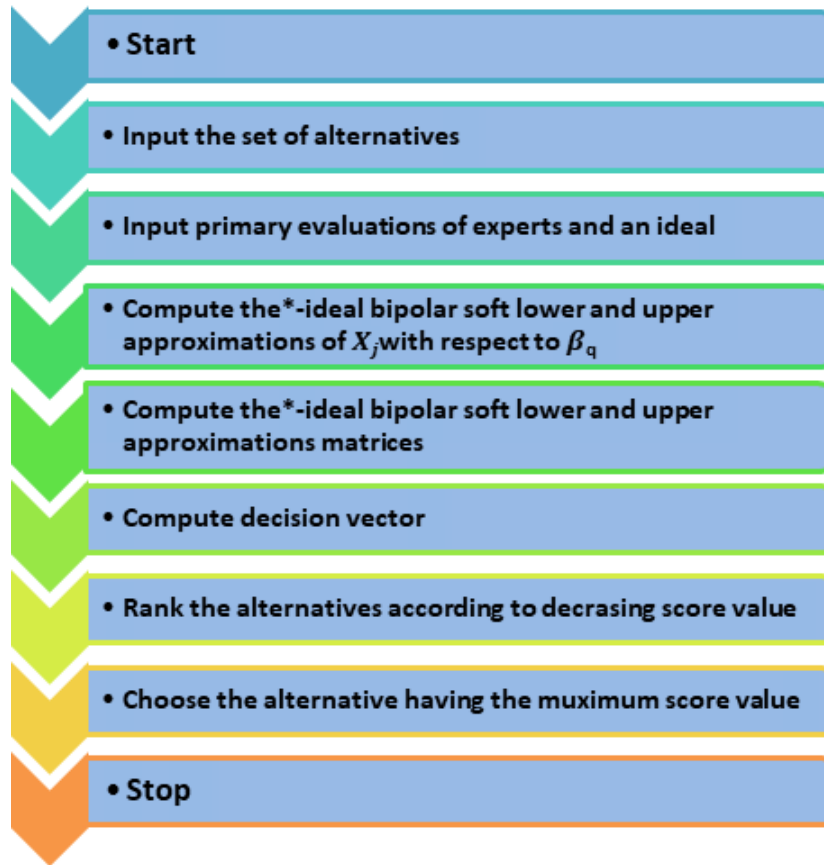 • Start
• Input the set of alternatives
• Input primary evaluations of experts and an ideal
• Compute the*-ideal bipolar soft lower and upper
approximations of Xⱼ with respect to β_q
• Compute the*-ideal bipolar soft lower and upper
approximations matrices
• Compute decision vector
• Rank the alternatives according to decrasing score value
• Choose the alternative having the muximum score value
• Stop